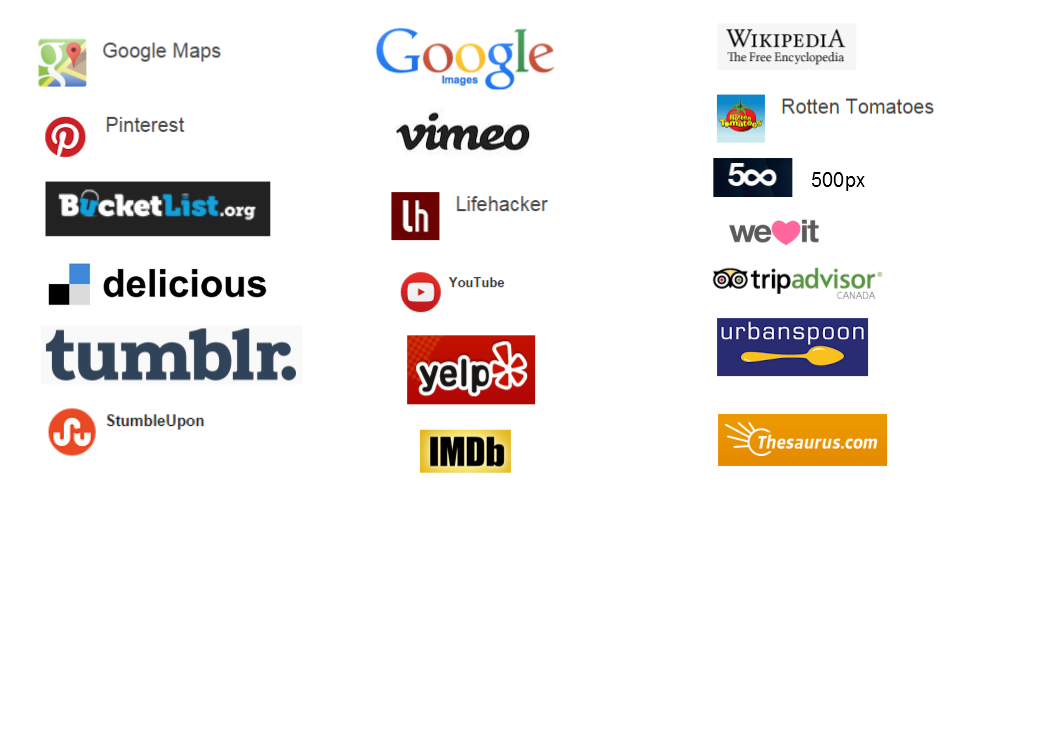 Google Maps
Pinterest
BucketList.org
delicious
tumblr.
StumbleUpon
Google
Images
vimeo
lh
Lifehacker
YouTube
yelp
IMDb
WIKIPEDIA
The Free Encyclopedia
Rotten
Tomatoes
Rotten Tomatoes
500
500px
we it
tripadvisor®
CANADA
urbanspoon
Thesaurus.com